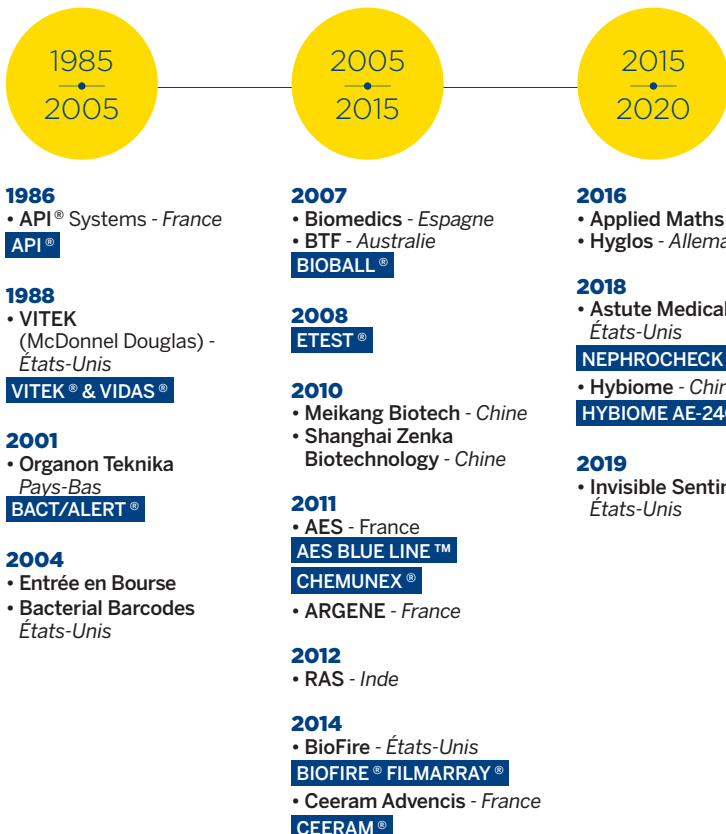 1985
2005
1986
• API® Systems - France
API®
1988
• VITEK
(McDonnel Douglas) -
États-Unis
VITEK® & VIDAS®
2001
• Organon Teknika
Pays-Bas
BACT/ALERT®
2004
• Entrée en Bourse
• Bacterial Barcodes
États-Unis
2005
2015
2007
• Biomedics - Espagne
• BTF - Australie
BIOBALL®
2008
ETEST®
2010
• Meikang Biotech - Chine
• Shanghai Zenka
Biotechnology - Chine
2011
• AES - France
AES BLUE LINE™
CHEMUNEX®
• ARGENE - France
2012
• RAS - Inde
2014
• BioFire - États-Unis
BIOFIRE® FILMARRAY®
• Ceeram Advencis - France
CEERAM®
2015
2020
2016
• Applied Maths
• Hyglos -
2018
• Astute Medical
États-Unis
NEPHROCHECK
• Hybiome -
HYBIOME
2019
• Invisible
États-Unis